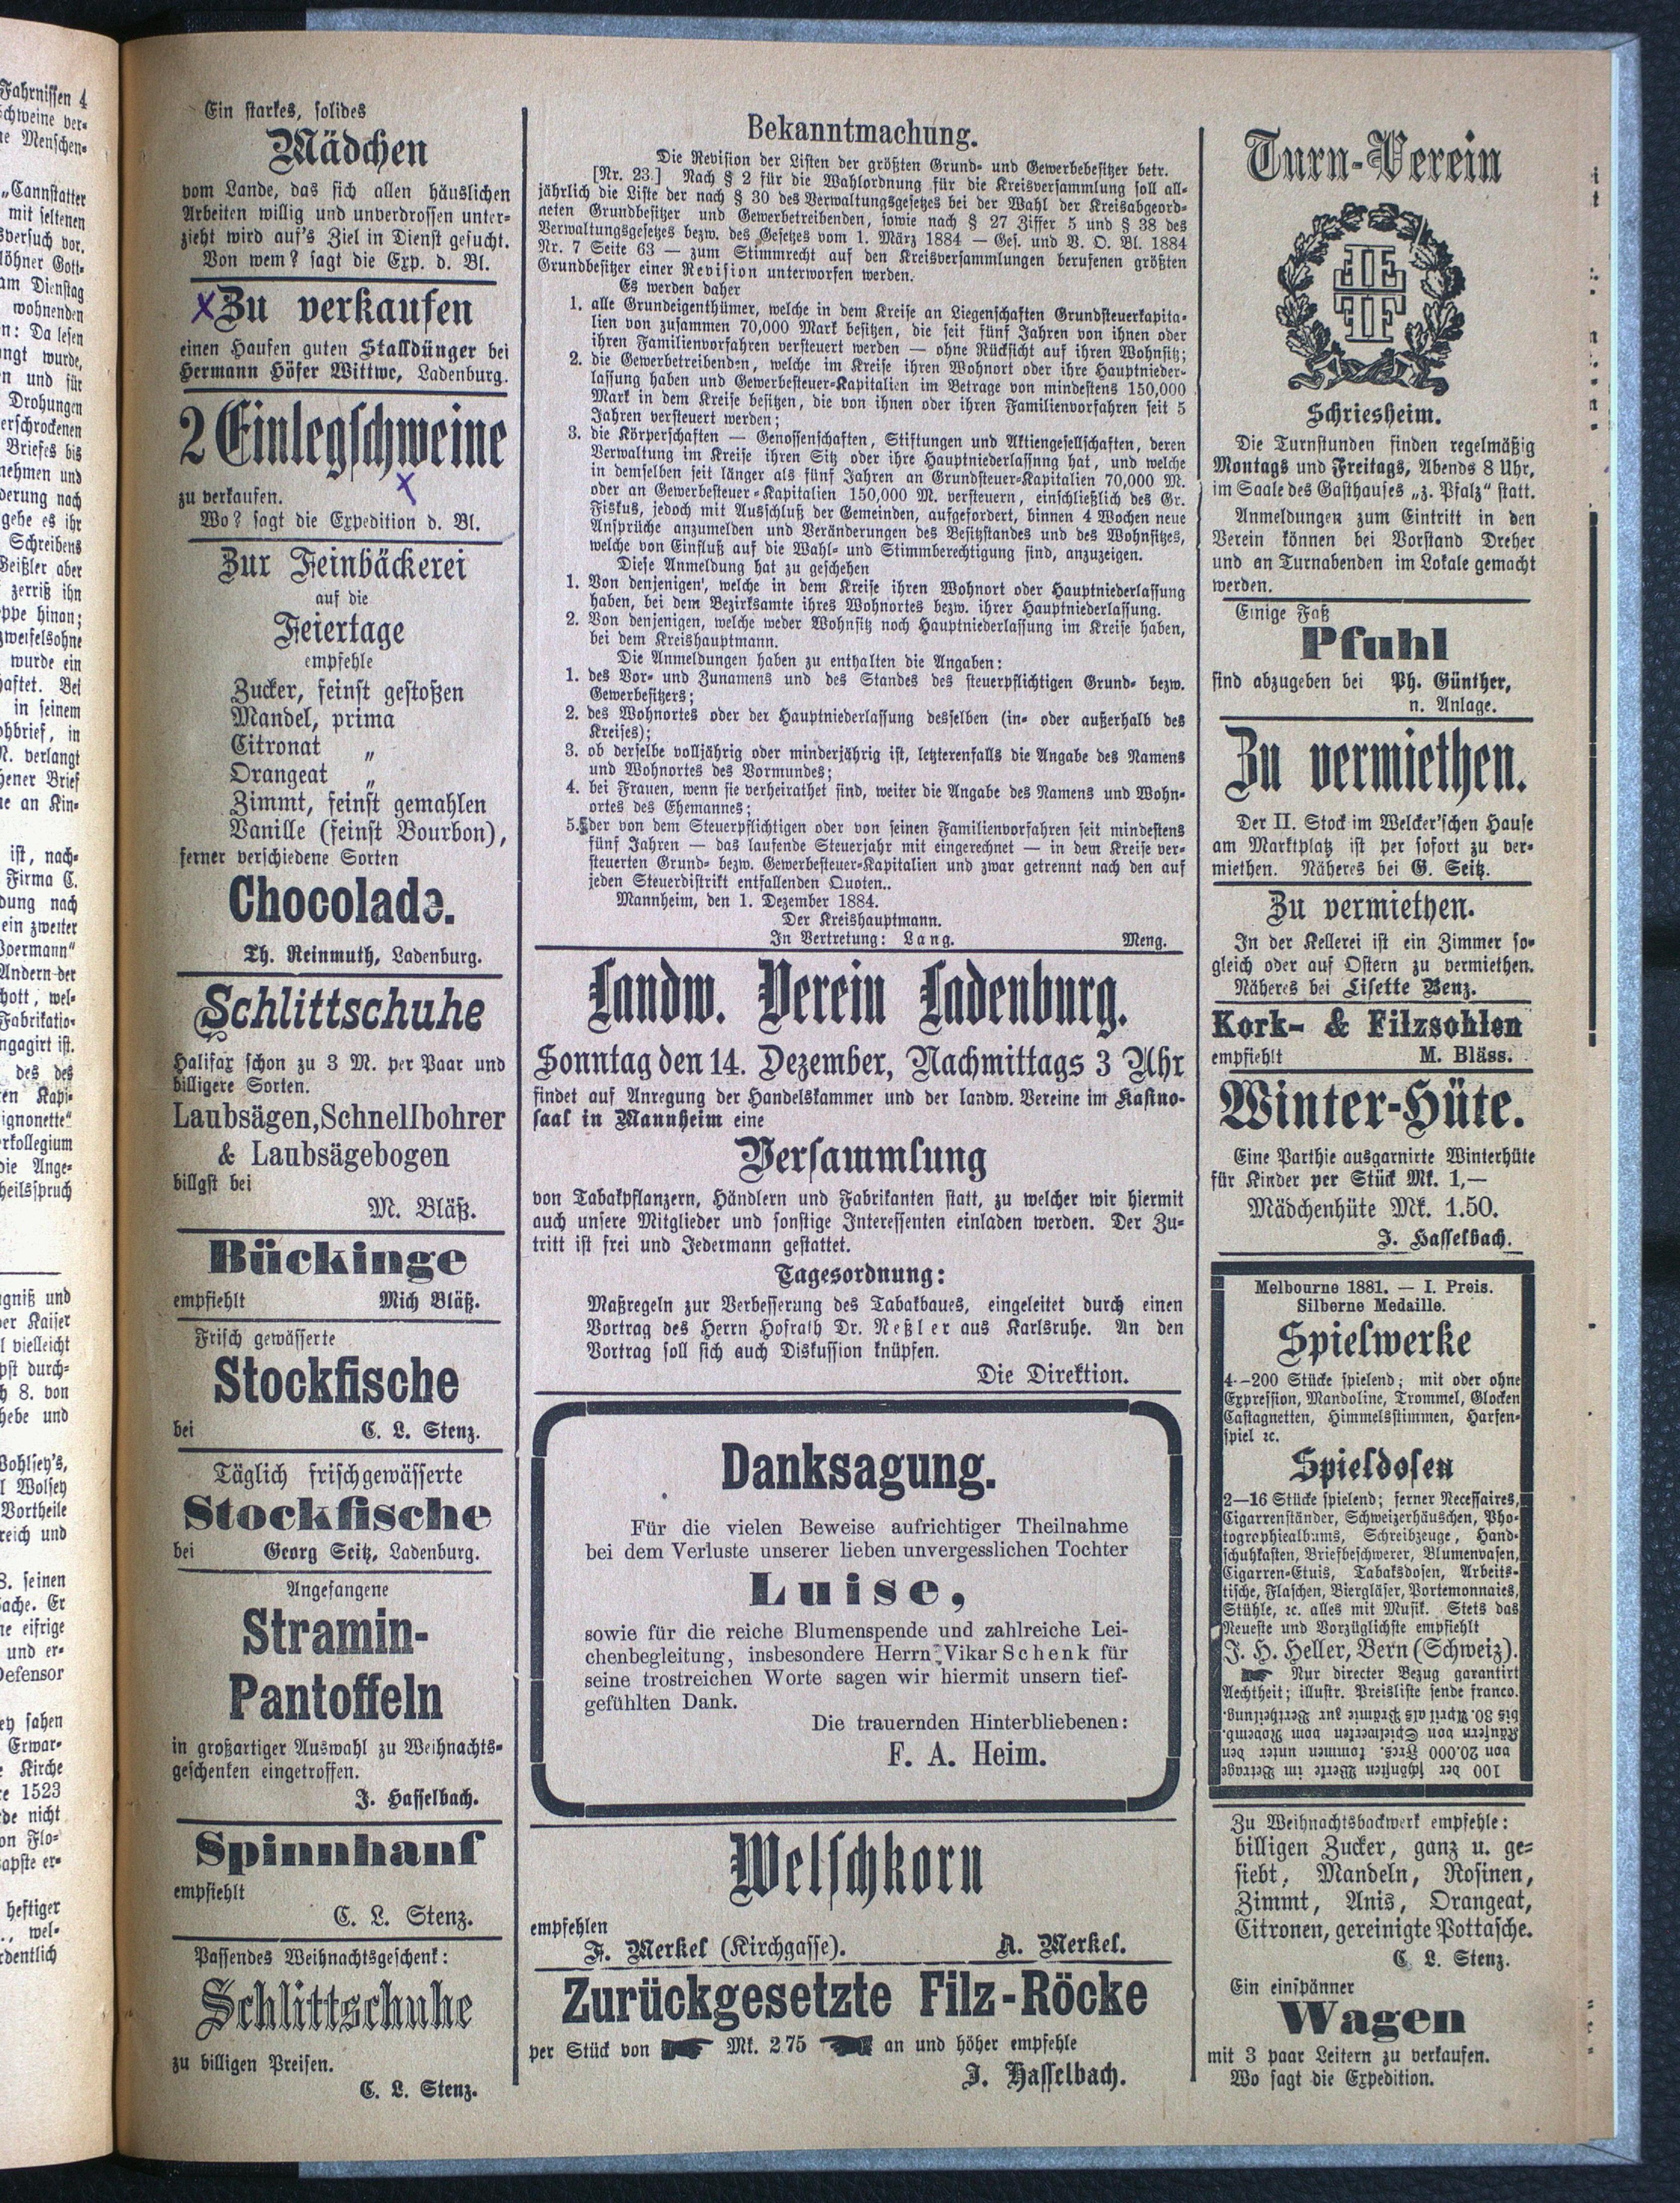 Ein starkes, solides
Mädchen
vom Lande, das sich allen häuslichen
Arbeiten willig und unverdrossen unter-
zieht wird auf's Ziel in Dienst gesucht.
Von wem? sagt die Exp. d. Bl.
Zu verkaufen
einen Haufen guten Stalldünger bei
Hermann Höfer Wittwe, Ladenburg.
2 Einlegschweine
zu verkaufen.
Wo? sagt die Expedition d. Bl.
Zur Feinbäckerei
auf die
Feiertage
empfehle
Zucker, feinst gestoßen
Mandel, prima
Citronat „
Orangeat „
Zimmt, feinst gemahlen
Vanille (feinst Bourbon),
ferner verschiedene Sorten
Chocolade.
Th. Reinmuth, Ladenburg.
Schlittschuhe
Halifax schon zu 3 M. per Paar und
billigere Sorten.
Laubsägen, Schnellbohrer
& Laubsägebogen
billgst bei
M. Bläß.
Bückinge
empfiehlt Mich Bläß.
Frisch gewässerte
Stockfische
bei C. L. Stenz.
Täglich frischgewässerte
Stockfische
bei Georg Seitz, Ladenburg.
Angefangene
Stramin-
Pantoffeln
in großartiger Auswahl zu Weihnachts-
geschenken eingetroffen.
J. Hasselbach.
Spinnhanf
empfiehlt
C. L. Stenz.
Passendes Weihnachtsgeschenk:
Schlittschuhe
zu billigen Preisen.
C. L. Stenz.
Bekanntmachung.
Die Revision der Listen der größten Grund- und Gewerbebesitzer betr.
[Nr. 23.] Nach § 2 für die Wahlordnung für die Kreisversammlung soll all-
jährlich die Liste der nach § 30 des Verwaltungsgesetzes bei der Wahl der Kreisabgeord-
neten Grundbesitzer und Gewerbetreibenden, sowie nach § 27 Ziffer 5 und § 38 des
Verwaltungsgesetzes bezw. des Gesetzes vom 1. März 1884 — Ges. und V. O. Bl. 1884
Nr. 7 Seite 63 — zum Stimmrecht auf den Kreisversammlungen berufenen größten
Grundbesitzer einer Revision unterworfen werden.
Es werden daher
1. alle Grundeigenthümer, welche in dem Kreise an Liegenschaften Grundsteuerkapita-
lien von zusammen 70,000 Mark besitzen, die seit fünf Jahren von ihnen oder
ihren Familienvorfahren versteuert werden — ohne Rücksicht auf ihren Wohnsitz;
2. die Gewerbetreibenden, welche im Kreise ihren Wohnort oder ihre Hauptnieder-
lassung haben und Gewerbesteuer-Kapitalien im Betrage von mindestens 150,000
Mark in dem Kreise besitzen, die von ihnen oder ihren Familienvorfahren seit 5
Jahren versteuert werden;
3. die Körperschaften — Genossenschaften, Stiftungen und Aktiengesellschaften, deren
Verwaltung im Kreise ihren Sitz oder ihre Hauptniederlassnng hat, und welche
in demselben seit länger als fünf Jahren an Grundsteuer-Kapitalien 70,000 M.
oder an Gewerbesteuer-Kapitalien 150,000 M. versteuern, einschließlich des Gr.
Fiskus, jedoch mit Ausschluß der Gemeinden, aufgefordert, binnen 4 Wochen neue
Ansprüche anzumelden und Veränderungen des Besitzstandes und des Wohnsitzes,
welche von Einfluß auf die Wahl- und Stimmberechtigung sind, anzuzeigen.
Diese Anmeldung hat zu geschehen
1. Von denjenigen, welche in dem Kreise ihren Wohnort oder Hauptniederlassung
haben, bei dem Bezirksamte ihres Wohnortes bezw. ihrer Hauptniederlassung.
2. Von denjenigen, welche weder Wohnsitz noch Hauptniederlassung im Kreise haben,
bei dem Kreishauptmann.
Die Anmeldungen haben zu enthalten die Angaben:
1. des Vor- und Zunamens und des Standes des steuerpflichtigen Grund- bezw.
Gewerbesitzers;
2. des Wohnortes oder der Hauptniederlassung desselben (in- oder außerhalb des
Kreises);
3. ob derselbe volljährig oder minderjährig ist, letzterenfalls die Angabe des Namens
und Wohnortes des Vormundes;
4. bei Frauen, wenn sie verheirathet sind, weiter die Angabe des Namens und Wohn-
ortes des Ehemannes;
5. der von dem Steuerpflichtigen oder von seinen Familienvorfahren seit mindestens
fünf Jahren — das laufende Steuerjahr mit eingerechnet — in dem Kreise ver-
steuerten Grund- bezw. Gewerbesteuer-Kapitalien und zwar getrennt nach den auf
jeden Steuerdistrikt entfallenden Quoten..
Mannheim, den 1. Dezember 1884.
Der Kreishauptmann.
In Vertretung: Lang. Meng.
Landw. Verein Ladenburg.
Sonntag den 14. Dezember, Nachmittags 3 Uhr
findet auf Anregung der Handelskammer und der landw. Vereine im Kasino-
saal in Mannheim eine
Versammlung
von Tabakpflanzern, Händlern und Fabrikanten statt, zu welcher wir hiermit
auch unsere Mitglieder und sonstige Interessenten einladen werden. Der Zu-
tritt ist frei und Jedermann gestattet.
Tagesordnung:
Maßregeln zur Verbesserung des Tabakbaues, eingeleitet durch einen
Vortrag des Herrn Hofrath Dr. Neßler aus Karlsruhe. An den
Vortrag soll sich auch Diskussion knüpfen.
Die Direktion.
Danksagung.
Für die vielen Beweise aufrichtiger Theilnahme
bei dem Verluste unserer lieben unvergesslichen Tochter
Luise,
sowie für die reiche Blumenspende und zahlreiche Lei-
chenbegleitung, insbesondere Herrn Vikar Schenk für
seine trostreichen Worte sagen wir hiermit unsern tief-
gefühlten Dank.
Die trauernden Hinterbliebenen:
F. A. Heim.
Welschkorn
empfehlen
F. Merkel (Kirchgasse). A. Merkel.
Zurückgesetzte Filz-Röcke
per Stück von Mk. 2.75 an und höher empfehle
J. Hasselbach.
Turn-Verein
Schriesheim.
Die Turnstunden finden regelmäßig
Montags und Freitags, Abends 8 Uhr,
im Saale des Gasthauses „z. Pfalz" statt.
Anmeldungen zum Eintritt in den
Verein können bei Vorstand Dreher
und an Turnabenden im Lokale gemacht
werden.
Einige Faß
Pfuhl
sind abzugeben bei Ph. Günther,
n. Anlage.
Zu vermiethen.
Der II. Stock im Welcker'schen Hause
am Marktplatz ist per sofort zu ver-
miethen. Näheres bei G. Seitz.
Zu vermiethen.
In der Kellerei ist ein Zimmer so-
gleich oder auf Ostern zu vermiethen.
Näheres bei Lisette Benz.
Kork- & Filzsohlen
empfiehlt M. Bläss.
Winter-Hüte.
Eine Parthie ausgarnirte Winterhüte
für Kinder per Stück Mk. 1,—
Mädchenhüte Mk. 1.50.
J. Hasselbach.
Melbourne 1881. — I. Preis.
Silberne Medaille.
Spielwerke
4—200 Stücke spielend; mit oder ohne
Expression, Mandoline, Trommel, Glocken
Castagnetten, Himmelsstimmen, Harfen-
spiel ꝛc.
Spieldosen
2—16 Stücke spielend; ferner Necessaires,
Cigarrenständer, Schweizerhäuschen, Pho-
tographiealbums, Schreibzeuge, Hand-
schuhkasten, Briefbeschwerer, Blumenvasen,
Cigarren-Etuis, Tabaksdosen, Arbeits-
tische, Flaschen, Biergläser, Portemonnaies,
Stühle, ꝛc. alles mit Musik. Stets das
Neueste und Vorzüglichste empfiehlt
J. H. Heller, Bern (Schweiz).
Nur directer Bezug garantirt
Aechtheit; illustr. Preisliste sende franco.
100 der schönsten Werke im Betrage
von 20.000 Frcs. kommen unter den
Käufern von Spielwerken vom Novemb.
bis 30. April als Prämie zur Vertheilung.
Zu Weihnachtsbackwerk empfehle:
billigen Zucker, ganz u. ge-
siebt, Mandeln, Rosinen,
Zimmt, Anis, Orangeat,
Citronen, gereinigte Pottasche.
C. L. Stenz.
Ein einspänner
Wagen
mit 3 paar Leitern zu verkaufen.
Wo sagt die Expedition.